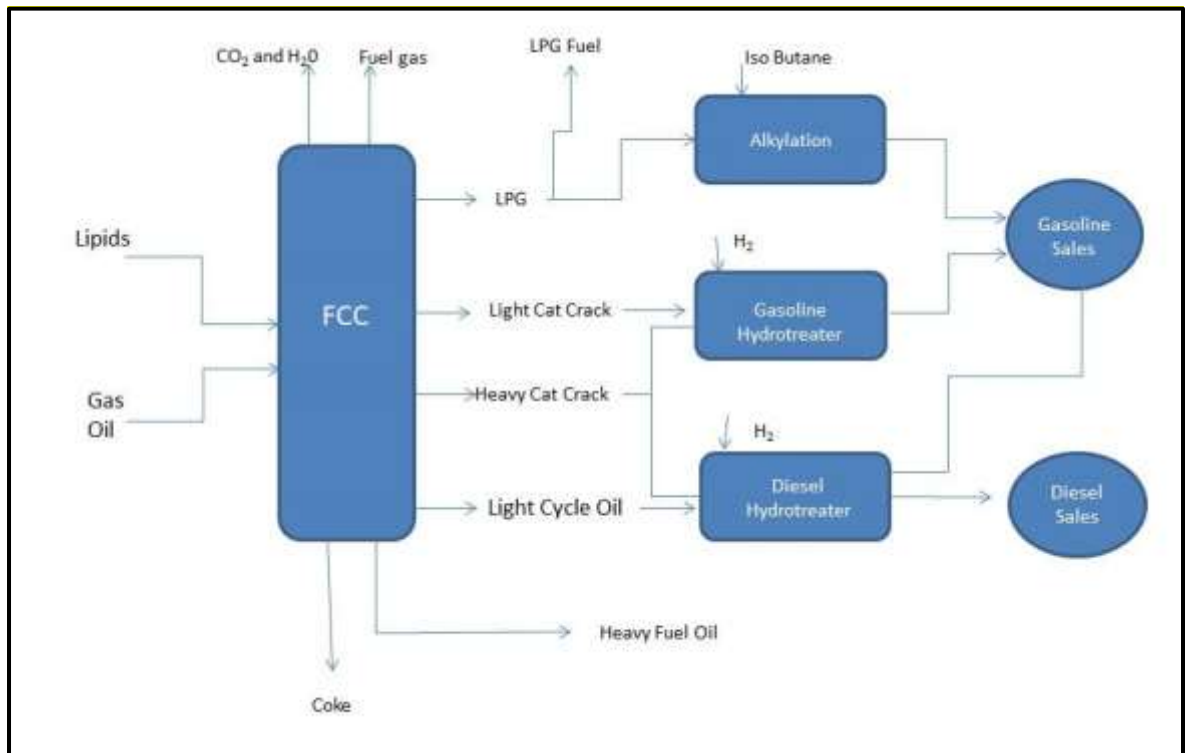 CO₂ and H₂0
Fuel gas
LPG Fuel
Iso Butane
Alkylation
LPG
Lipids
Gasoline
Sales
H₂
FCC
Light Cat Crack
Gasoline
Hydrotreater
Gas
Oil
Heavy Cat Crack
H₂
Light Cycle Oil
Diesel
Hydrotreater
Diesel
Sales
Heavy Fuel Oil
Coke